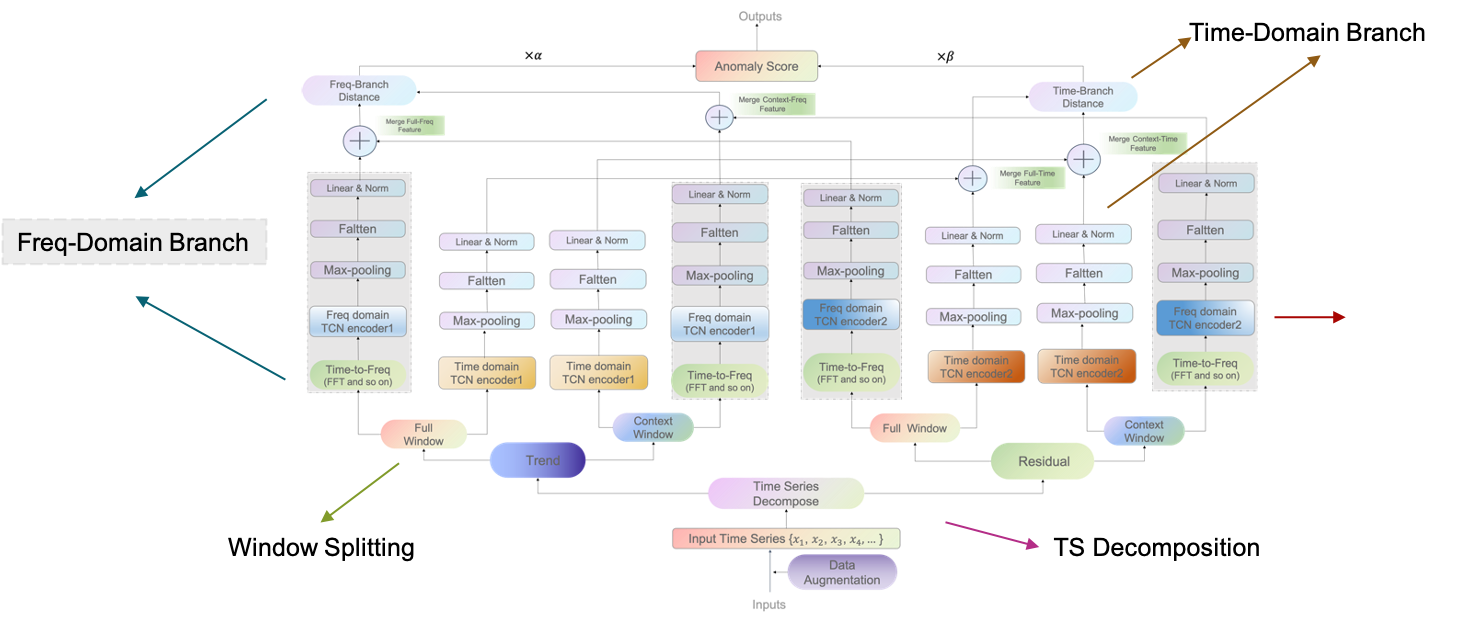 Outputs
Time-Domain Branch
×α
×β
Anomaly Score
Freq-Branch
Distance
Time-Branch
Distance
Merge Context-Freq
Feature
Merge Full-Freq
Feature
Merge Context-Time
Feature
Merge Full-Time
Feature
Freq-Domain Branch
Linear & Norm
Faltten
Max-pooling
Freq domain
TCN encoder1
Time-to-Freq
(FFT and so on)
Linear & Norm
Faltten
Max-pooling
Time domain
TCN encoder1
Linear & Norm
Faltten
Max-pooling
Time domain
TCN encoder1
Linear & Norm
Faltten
Max-pooling
Freq domain
TCN encoder1
Time-to-Freq
(FFT and so on)
Linear & Norm
Faltten
Max-pooling
Freq domain
TCN encoder2
Time-to-Freq
(FFT and so on)
Linear & Norm
Faltten
Max-pooling
Time domain
TCN encoder2
Linear & Norm
Faltten
Max-pooling
Time domain
TCN encoder2
Linear & Norm
Faltten
Max-pooling
Freq domain
TCN encoder2
Time-to-Freq
(FFT and so on)
Full
Window
Context
Window
Full Window
Context
Window
Trend
Residual
Time Series
Decompose
Window Splitting
TS Decomposition
Input Time Series {x₁, x₂, x₃, x₄, ... }
Data
Augmentation
Inputs